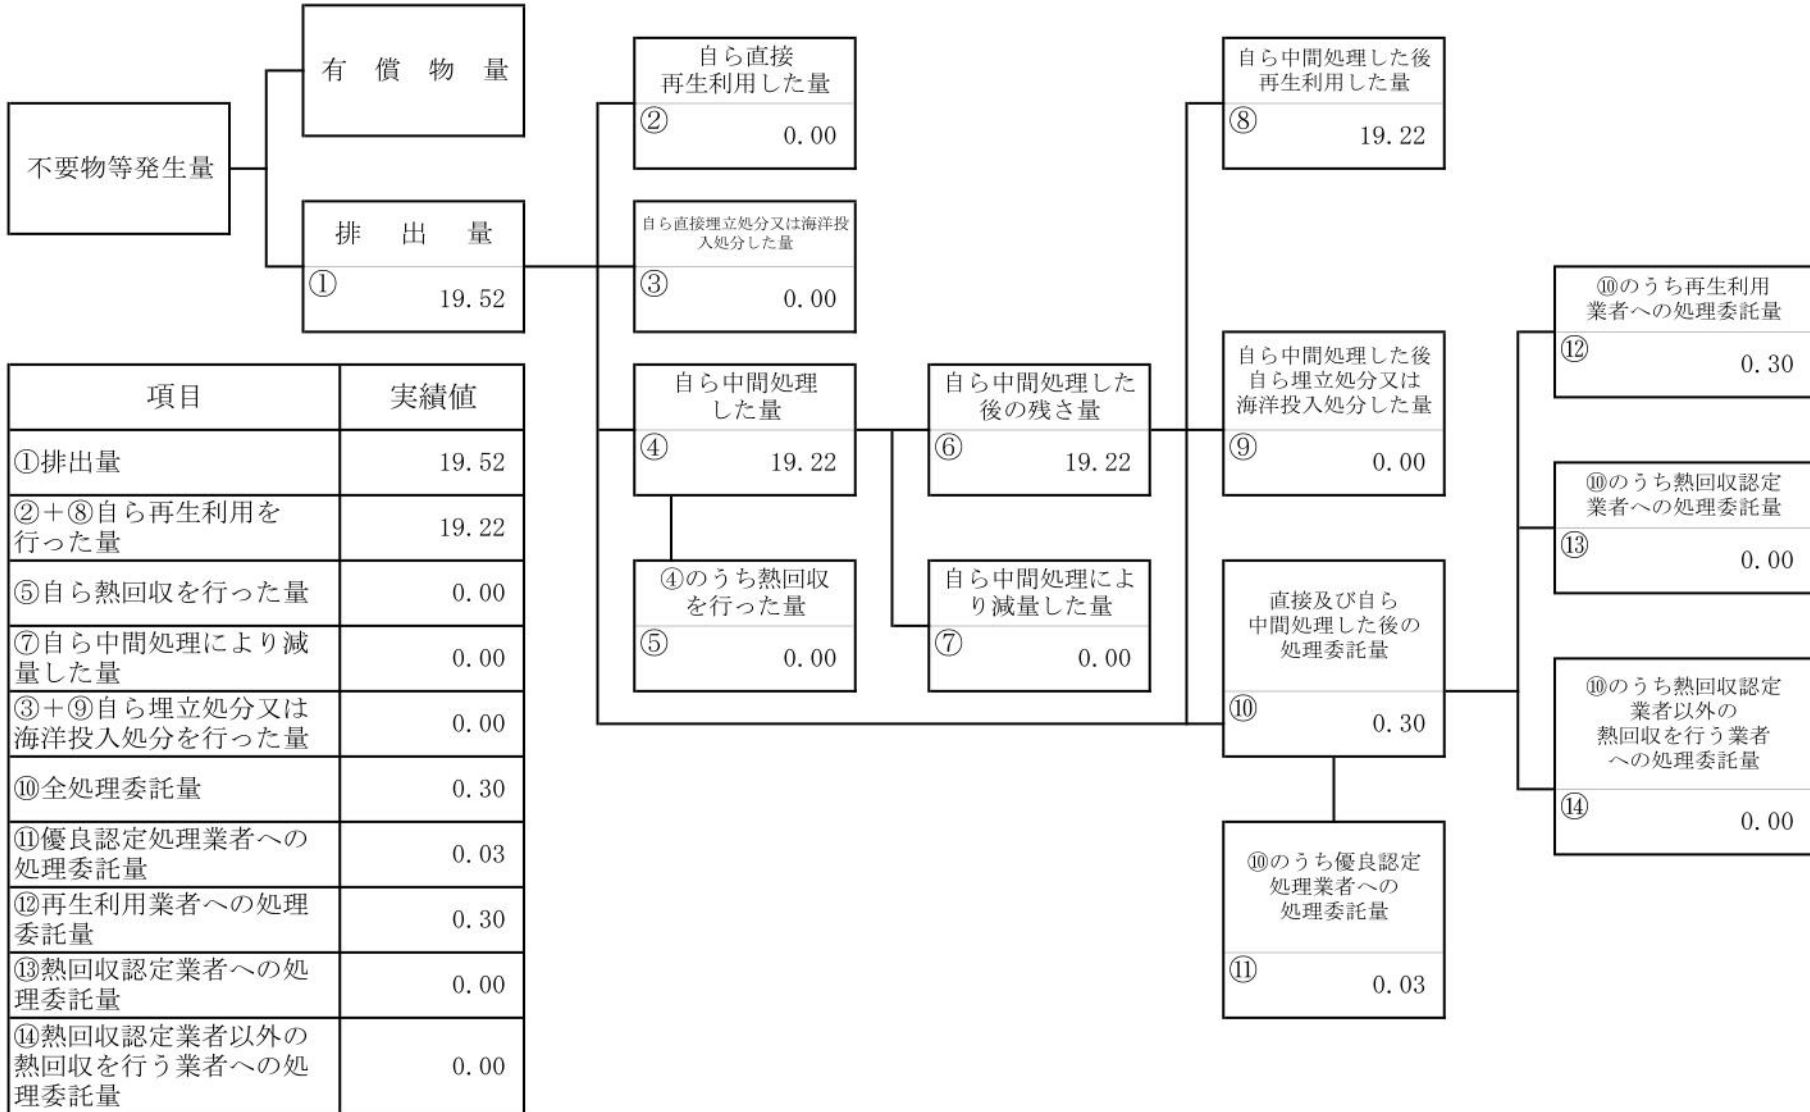 有 償 物 量
不要物等発生量
排 出 量
①
19.52
自ら直接
再生利用した量
②
0.00
自ら直接埋立処分又は海洋投
入処分した量
③
0.00
自ら中間処理
した量
④
19.22
④のうち熱回収
を行った量
⑤
0.00
自ら中間処理した
後の残さ量
⑥
19.22
自ら中間処理によ
り減量した量
⑦
0.00
自ら中間処理した後
再生利用した量
⑧
19.22
自ら中間処理した後
自ら埋立処分又は
海洋投入処分した量
⑨
0.00
直接及び自ら
中間処理した後の
処理委託量
⑩
0.30
⑩のうち優良認定
処理業者への
処理委託量
⑪
0.03
⑩のうち再生利用
業者への処理委託量
⑫
0.30
⑩のうち熱回収認定
業者への処理委託量
⑬
0.00
⑩のうち熱回収認定
業者以外の
熱回収を行う業者
への処理委託量
⑭
0.00
項目 実績値
①排出量 19.52
②＋⑧自ら再生利用を
行った量 19.22
⑤自ら熱回収を行った量 0.00
⑦自ら中間処理により減
量した量 0.00
③＋⑨自ら埋立処分又は
海洋投入処分を行った量 0.00
⑩全処理委託量 0.30
⑪優良認定処理業者への
処理委託量 0.03
⑫再生利用業者への処理
委託量 0.30
⑬熱回収認定業者への処
理委託量 0.00
⑭熱回収認定業者以外の
熱回収を行う業者への処
理委託量 0.00